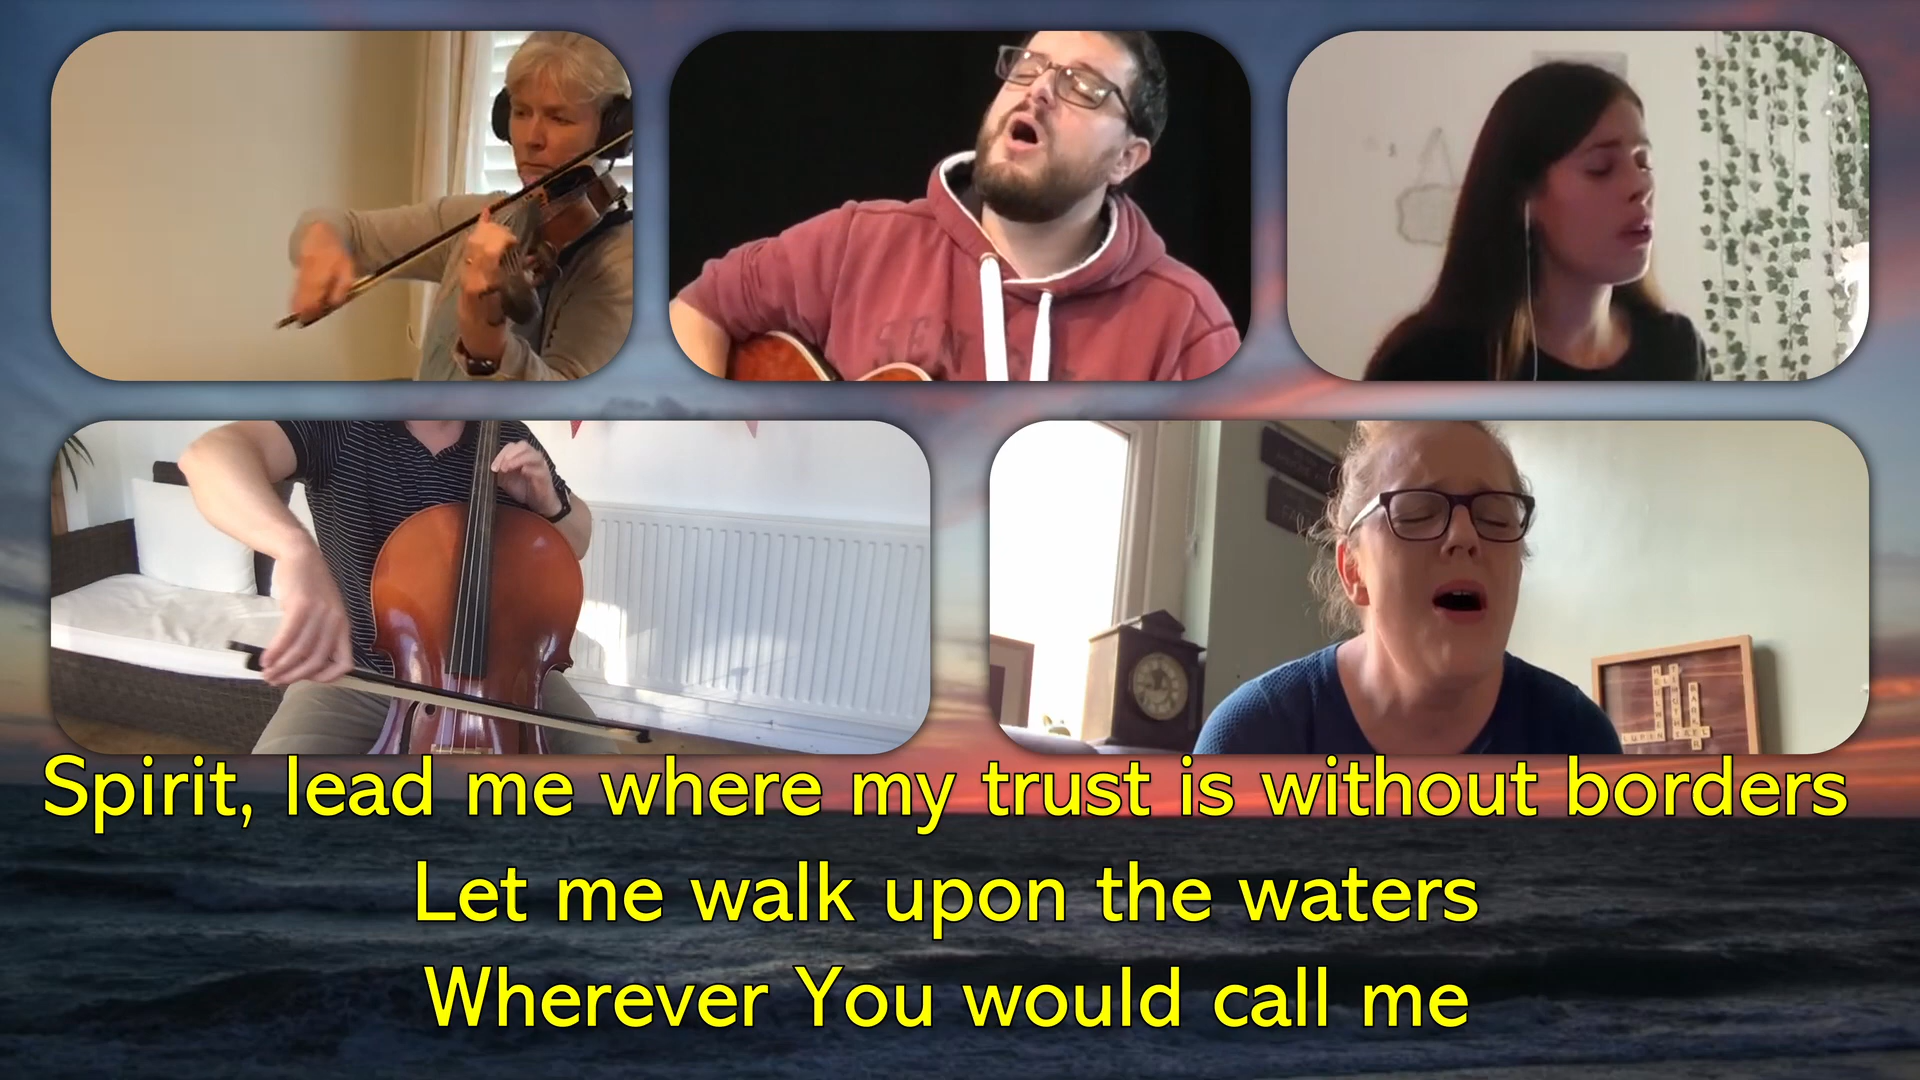 Spirit, lead me where my trust is without borders
Let me walk upon the waters
Wherever You would call me